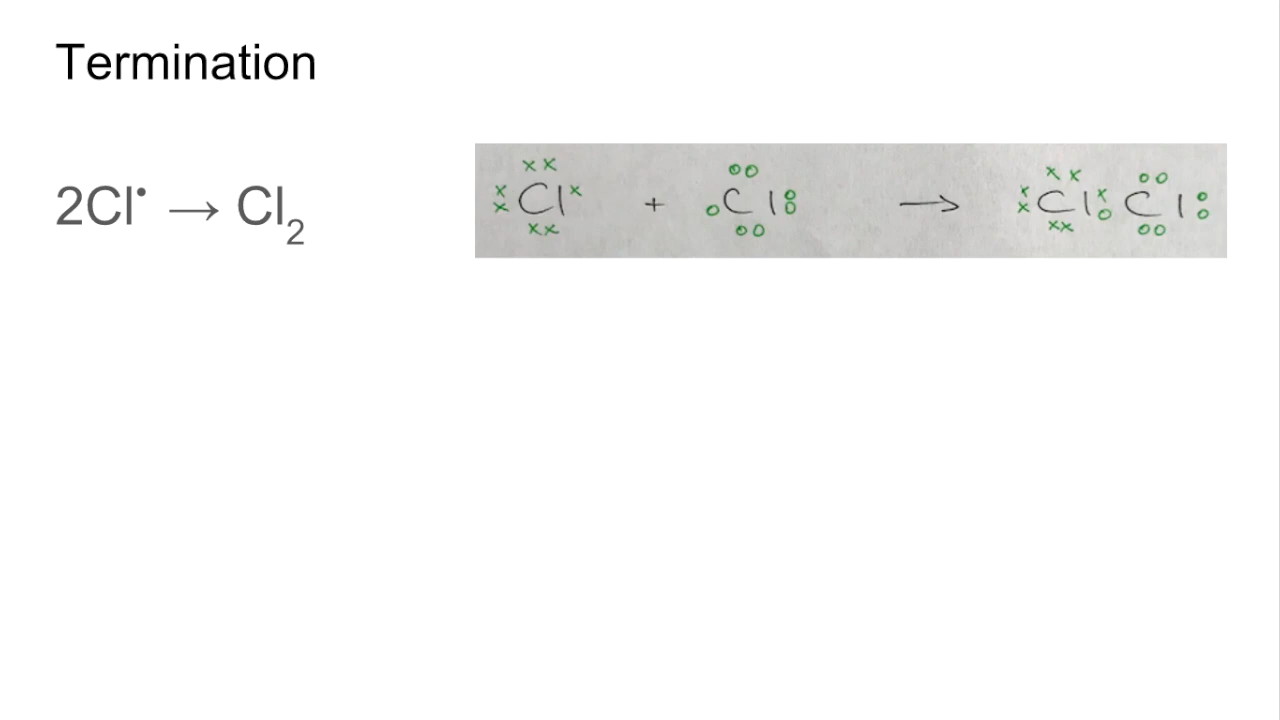 Termination
2Cl• → Cl₂
Cl + Cl → Cl Cl